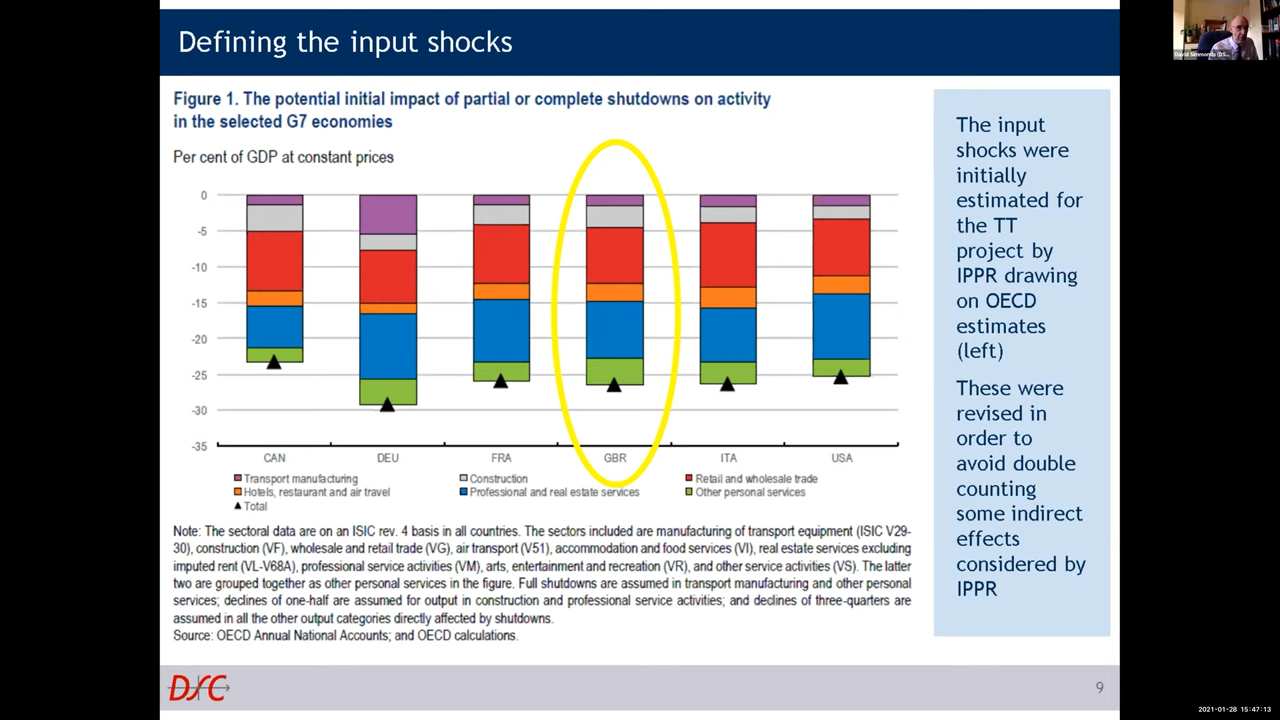 Defining the input shocks
Figure 1. The potential initial impact of partial or complete shutdowns on activity
in the selected G7 economies
Per cent of GDP at constant prices
0
-5
-10
-15
-20
-25
-30
-35
CAN DEU FRA GBR ITA USA
Transport manufacturing Construction Retail and wholesale trade
Hotels, restaurant and air travel Professional and real estate services Other personal services
Total
Note: The sectoral data are on an ISIC rev. 4 basis in all countries. The sectors included are manufacturing of transport equipment (ISIC V29-
30), construction (VF), wholesale and retail trade (VG), air transport (V51), accommodation and food services (VI), real estate services excluding
imputed rent (VL-V68A), professional service activities (VM), arts, entertainment and recreation (VR), and other service activities (VS). The latter
two are grouped together as other personal services in the figure. Full shutdowns are assumed in transport manufacturing and other personal
services; declines of one-half are assumed for output in construction and professional service activities; and declines of three-quarters are
assumed in all the other output categories directly affected by shutdowns.
Source: OECD Annual National Accounts; and OECD calculations.
The input
shocks were
initially
estimated for
the TT
project by
IPPR drawing
on OECD
estimates
(left)
These were
revised in
order to
avoid double
counting
some indirect
effects
considered by
IPPR
DSC
9
David Simmonds (DS...
2021-01-28 15:47:13